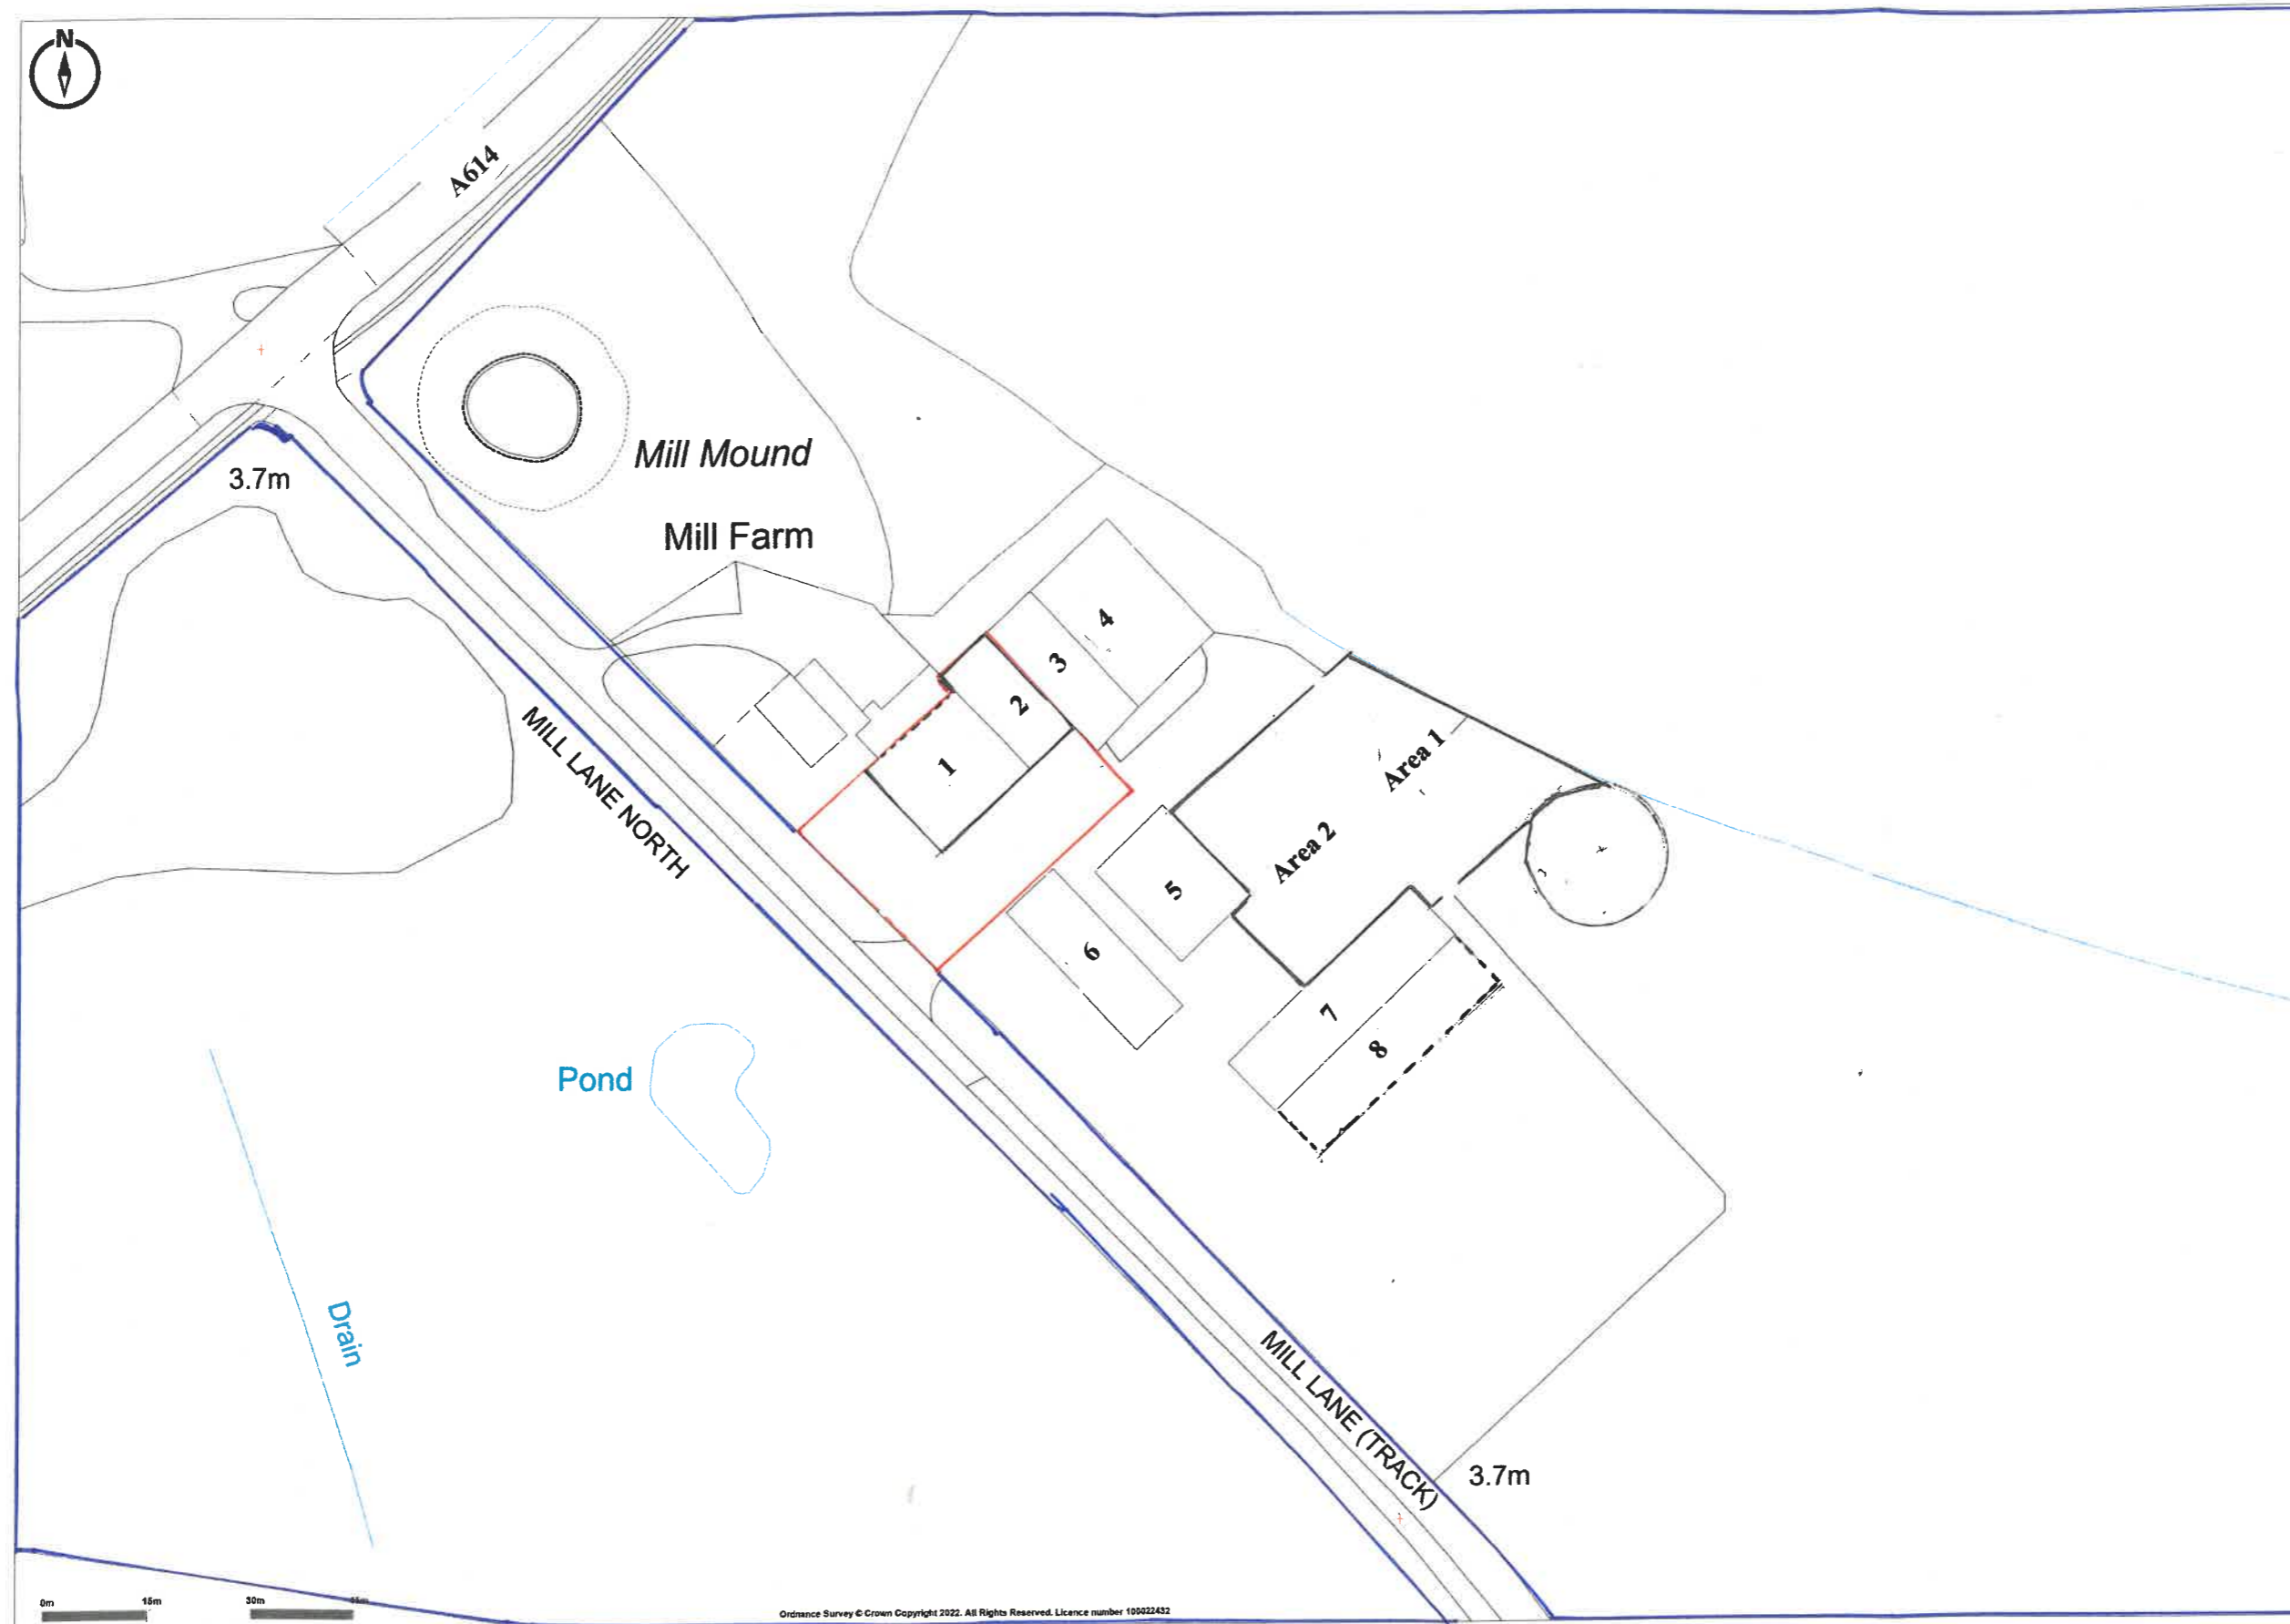 N
A614
3.7m
Mill Mound
Mill Farm
4
3
2
1
MILL LANE NORTH
Area 1
Area 2
5
6
7
8
Pond
Drain
MILL LANE (TRACK)
3.7m
0m 15m 30m
Ordnance Survey © Crown Copyright 2022. All Rights Reserved. Licence number 100022432